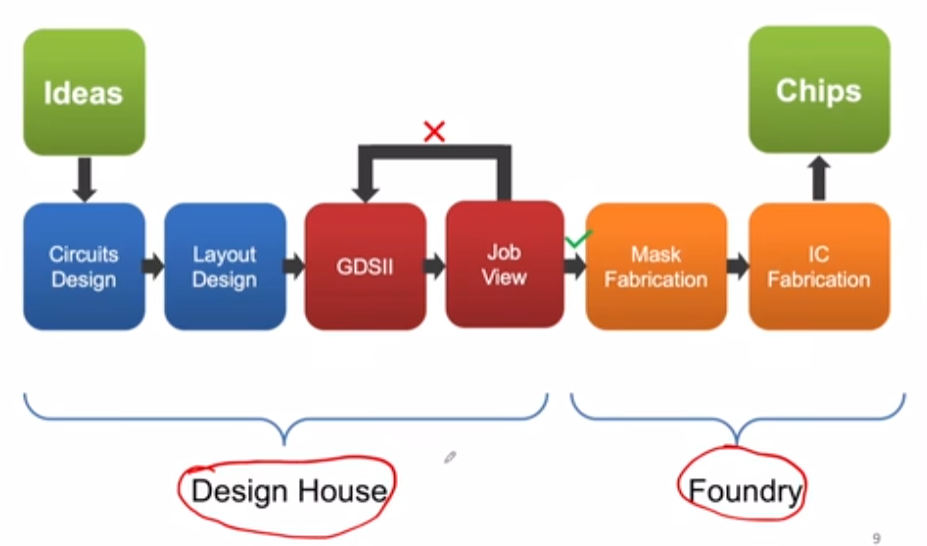 Ideas
Chips
Circuits
Design
Layout
Design
GDSII
Job
View
Mask
Fabrication
IC
Fabrication
Design House
Foundry
9